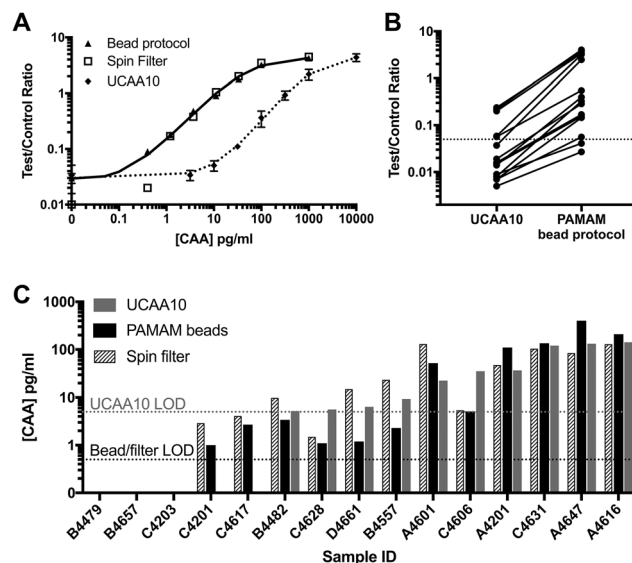 A
Bead protocol
Spin Filter
UCAA10
Test/Control Ratio
10
1
0.1
0.01
0 0.1 1 10 100 1000 10000
[CAA] pg/ml
B
Test/Control Ratio
10
1
0.1
0.01
UCAA10 PAMAM
bead protocol
C
UCAA10
PAMAM beads
Spin filter
[CAA] pg/ml
1000
100
10
1
0
UCAA10 LOD
Bead/filter LOD
B4479 B4657 C4203 C4201 C4617 B4482 C4628 D4661 B4557 A4601 C4606 A4201 C4631 A4647 A4616
Sample ID